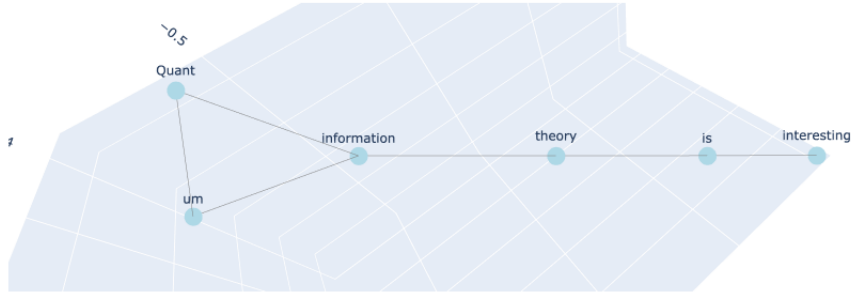 −0.5
Quant
information
theory
is
interesting
um